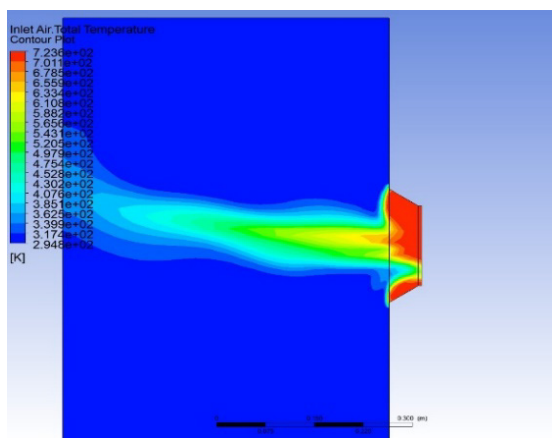 Inlet Air.Total Temperature
Contour Plot
7.236e+02
7.011e+02
6.785e+02
6.559e+02
6.334e+02
6.108e+02
5.882e+02
5.656e+02
5.431e+02
5.205e+02
4.979e+02
4.754e+02
4.528e+02
4.302e+02
4.076e+02
3.851e+02
3.625e+02
3.399e+02
3.174e+02
2.948e+02
[K]
0.300 (m)